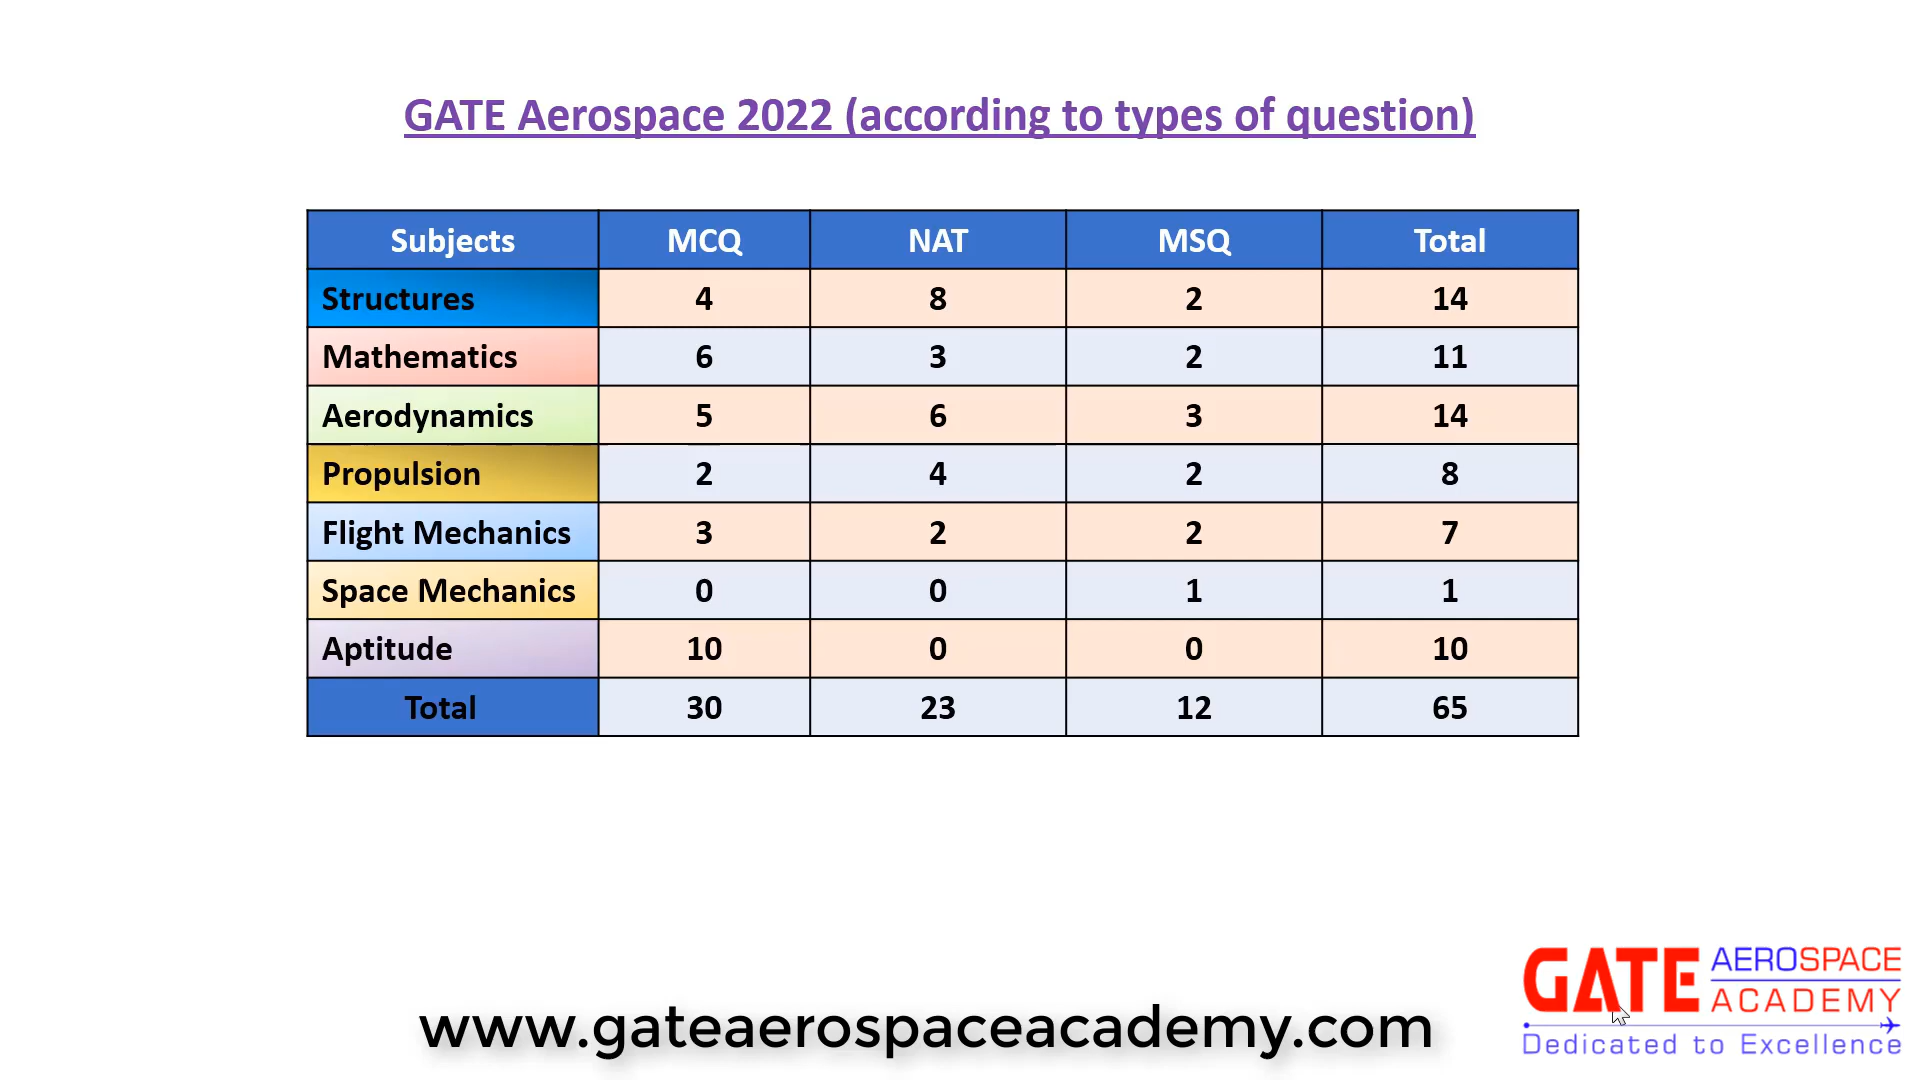 GATE Aerospace 2022 (according to types of question)
Subjects MCQ NAT MSQ Total
Structures 4 8 2 14
Mathematics 6 3 2 11
Aerodynamics 5 6 3 14
Propulsion 2 4 2 8
Flight Mechanics 3 2 2 7
Space Mechanics 0 0 1 1
Aptitude 10 0 0 10
Total 30 23 12 65
www.gateaerospaceacademy.com
GATE AEROSPACE
ACADEMY
Dedicated to Excellence